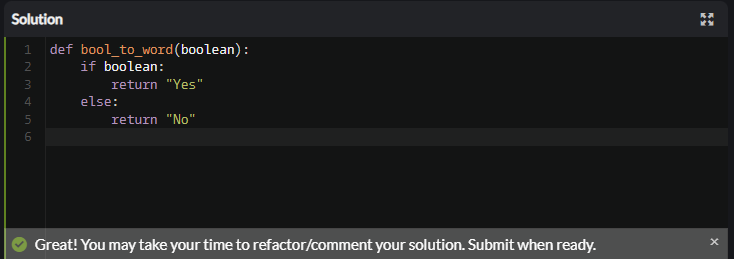 Solution
1 def bool_to_word(boolean):
2     if boolean:
3         return "Yes"
4     else:
5         return "No"
6
Great! You may take your time to refactor/comment your solution. Submit when ready. ×